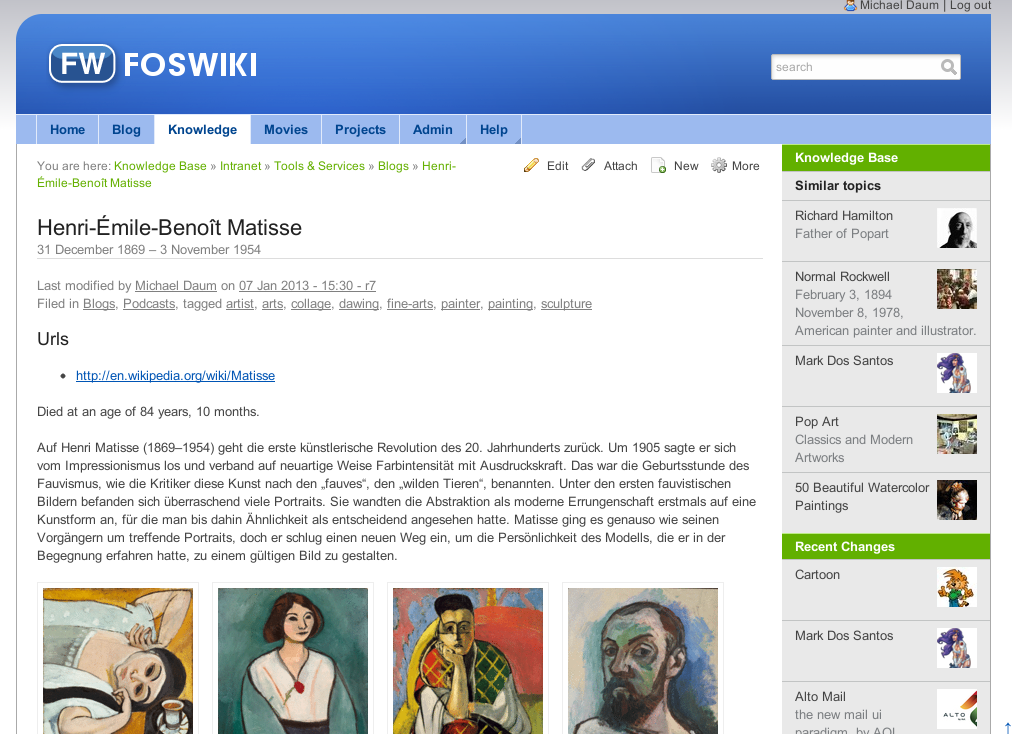 Michael Daum | Log out
FW FOSWIKI
search
Home Blog Knowledge Movies Projects Admin Help
You are here: Knowledge Base » Intranet » Tools & Services » Blogs » Henri-
Émile-Benoît Matisse
Edit Attach New More
Henri-Émile-Benoît Matisse
31 December 1869 – 3 November 1954
Last modified by Michael Daum on 07 Jan 2013 - 15:30 - r7
Filed in Blogs, Podcasts, tagged artist, arts, collage, dawing, fine-arts, painter, painting, sculpture
Urls
• http://en.wikipedia.org/wiki/Matisse
Died at an age of 84 years, 10 months.
Auf Henri Matisse (1869–1954) geht die erste künstlerische Revolution des 20. Jahrhunderts zurück. Um 1905 sagte er sich
vom Impressionismus los und verband auf neuartige Weise Farbintensität mit Ausdruckskraft. Das war die Geburtsstunde des
Fauvismus, wie die Kritiker diese Kunst nach den „fauves“, den „wilden Tieren“, benannten. Unter den ersten fauvistischen
Bildern befanden sich überraschend viele Portraits. Sie wandten die Abstraktion als moderne Errungenschaft erstmals auf eine
Kunstform an, für die man bis dahin Ähnlichkeit als entscheidend angesehen hatte. Matisse ging es genauso wie seinen
Vorgängern um treffende Portraits, doch er schlug einen neuen Weg ein, um die Persönlichkeit des Modells, die er in der
Begegnung erfahren hatte, zu einem gültigen Bild zu gestalten.
Knowledge Base
Similar topics
Richard Hamilton
Father of Popart
Normal Rockwell
February 3, 1894
November 8, 1978,
American painter and illustrator.
Mark Dos Santos
Pop Art
Classics and Modern
Artworks
50 Beautiful Watercolor
Paintings
Recent Changes
Cartoon
Mark Dos Santos
Alto Mail
ALTO
the new mail ui
paradigm, by AOL
↑